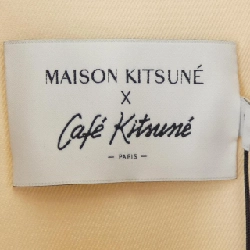 MAISON KITSUNÉ
X
Café Kitsuné
— PARIS —